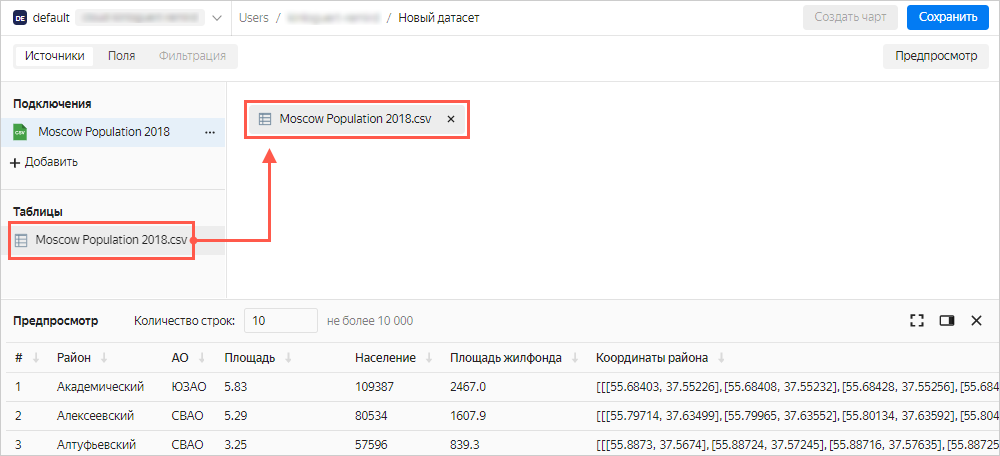 DE default Users / / Новый датасет Создать чарт Сохранить
Источники Поля Фильтрация Предпросмотр
Подключения
CSV Moscow Population 2018 ...
+ Добавить
Таблицы
Moscow Population 2018.csv
Moscow Population 2018.csv ×
Предпросмотр Количество строк: 10 не более 10 000
# Район АО Площадь Население Площадь жилфонда Координаты района
1 Академический ЮЗАО 5.83 109387 2467.0 [[[55.68403, 37.55226], [55.68408, 37.55232], [55.68428, 37.55256], [55.684
2 Алексеевский СВАО 5.29 80534 1607.9 [[[55.79714, 37.63499], [55.79965, 37.63552], [55.80134, 37.63592], [55.804
3 Алтуфьевский СВАО 3.25 57596 839.3 [[[55.8873, 37.5674], [55.88724, 37.57245], [55.88716, 37.57635], [55.88725